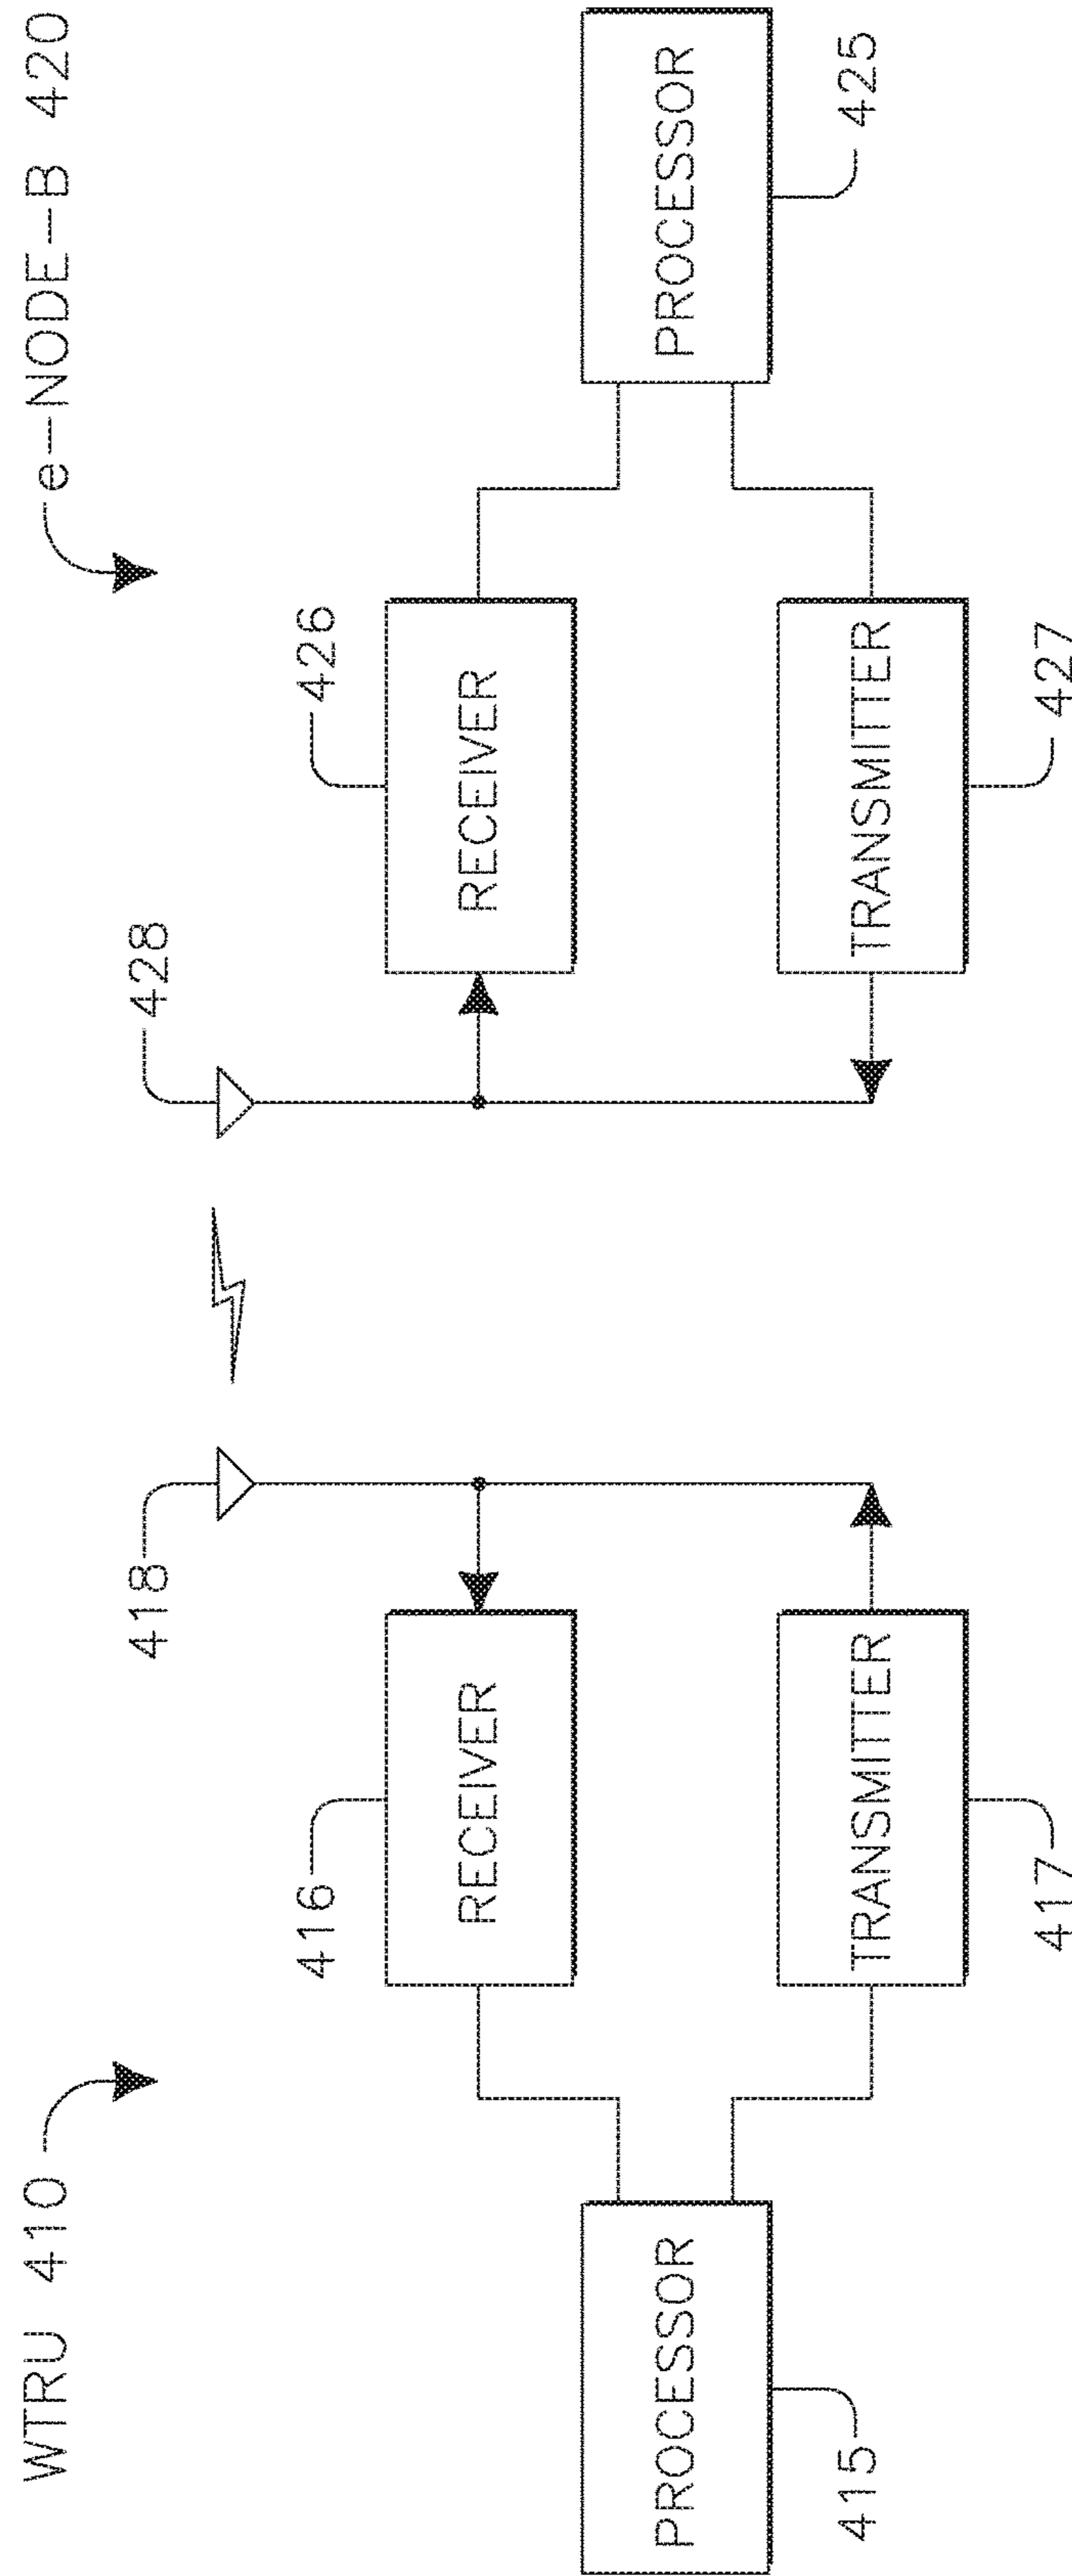 WTRU 410
e-NODE-B 420
418
428
416
426
RECEIVER
RECEIVER
PROCESSOR
PROCESSOR
415
425
TRANSMITTER
TRANSMITTER
417
427